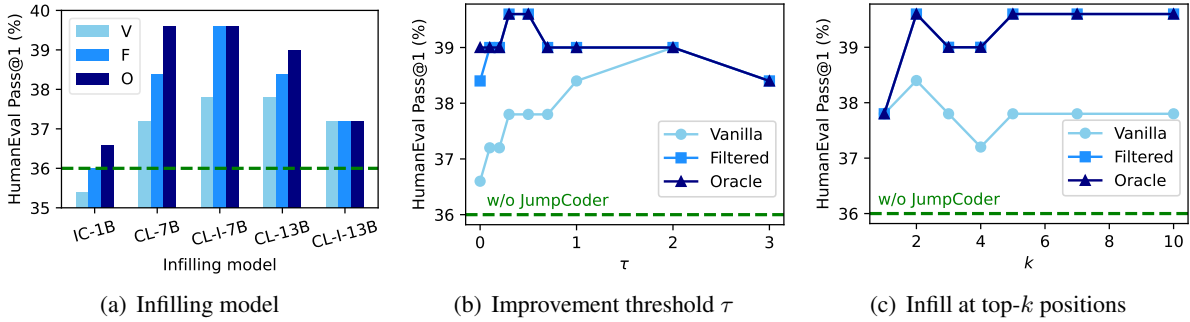 HumanEval Pass@1 (%)
40
39
38
37
36
35
V
F
O
IC-1B
CL-7B
CL-I-7B
CL-13B
CL-I-13B
Infilling model
(a) Infilling model
HumanEval Pass@1 (%)
39
38
37
36
Vanilla
Filtered
Oracle
w/o JumpCoder
0 1 2 3
τ
(b) Improvement threshold τ
HumanEval Pass@1 (%)
39
38
37
36
Vanilla
Filtered
Oracle
w/o JumpCoder
2 4 6 8 10
k
(c) Infill at top-k positions